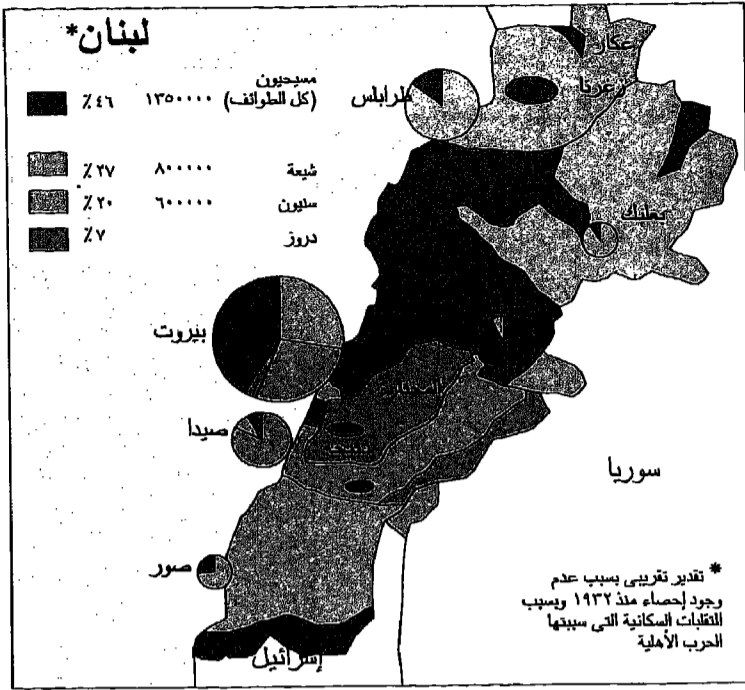 لبنان*
مسيحيون
(كل الطوائف) ١٣٥٠٠٠٠ ٪٤٦
شيعة ٨٠٠٠٠٠ ٪٢٧
سنيون ٦٠٠٠٠٠ ٪٢٠
دروز ٪٧
عكار
زغرتا
طرابلس
بعلبك
بيروت
صيدا
سوريا
صور
إسرائيل
* تقدير تقريبى بسبب عدم
وجود إحصاء منذ ١٩٣٢ وبسبب
التقلبات السكانية التي سببتها
الحرب الأهلية